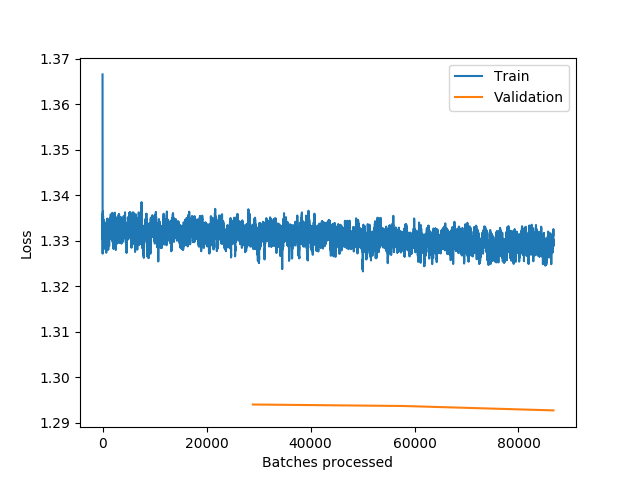 1.37
1.36
1.35
1.34
1.33
1.32
1.31
1.30
1.29
Loss
Train
Validation
0 20000 40000 60000 80000
Batches processed